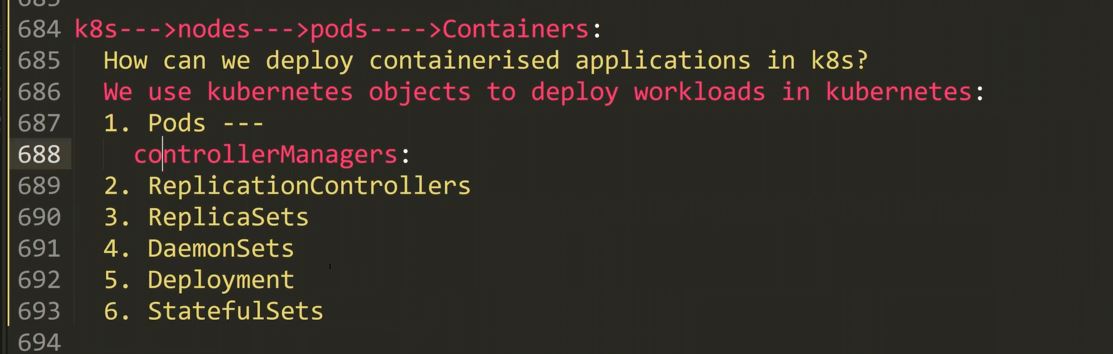 684 k8s--->nodes--->pods---->Containers:
685 How can we deploy containerised applications in k8s?
686 We use kubernetes objects to deploy workloads in kubernetes:
687 1. Pods ---
688 controllerManagers:
689 2. ReplicationControllers
690 3. ReplicaSets
691 4. DaemonSets
692 5. Deployment
693 6. StatefulSets
694